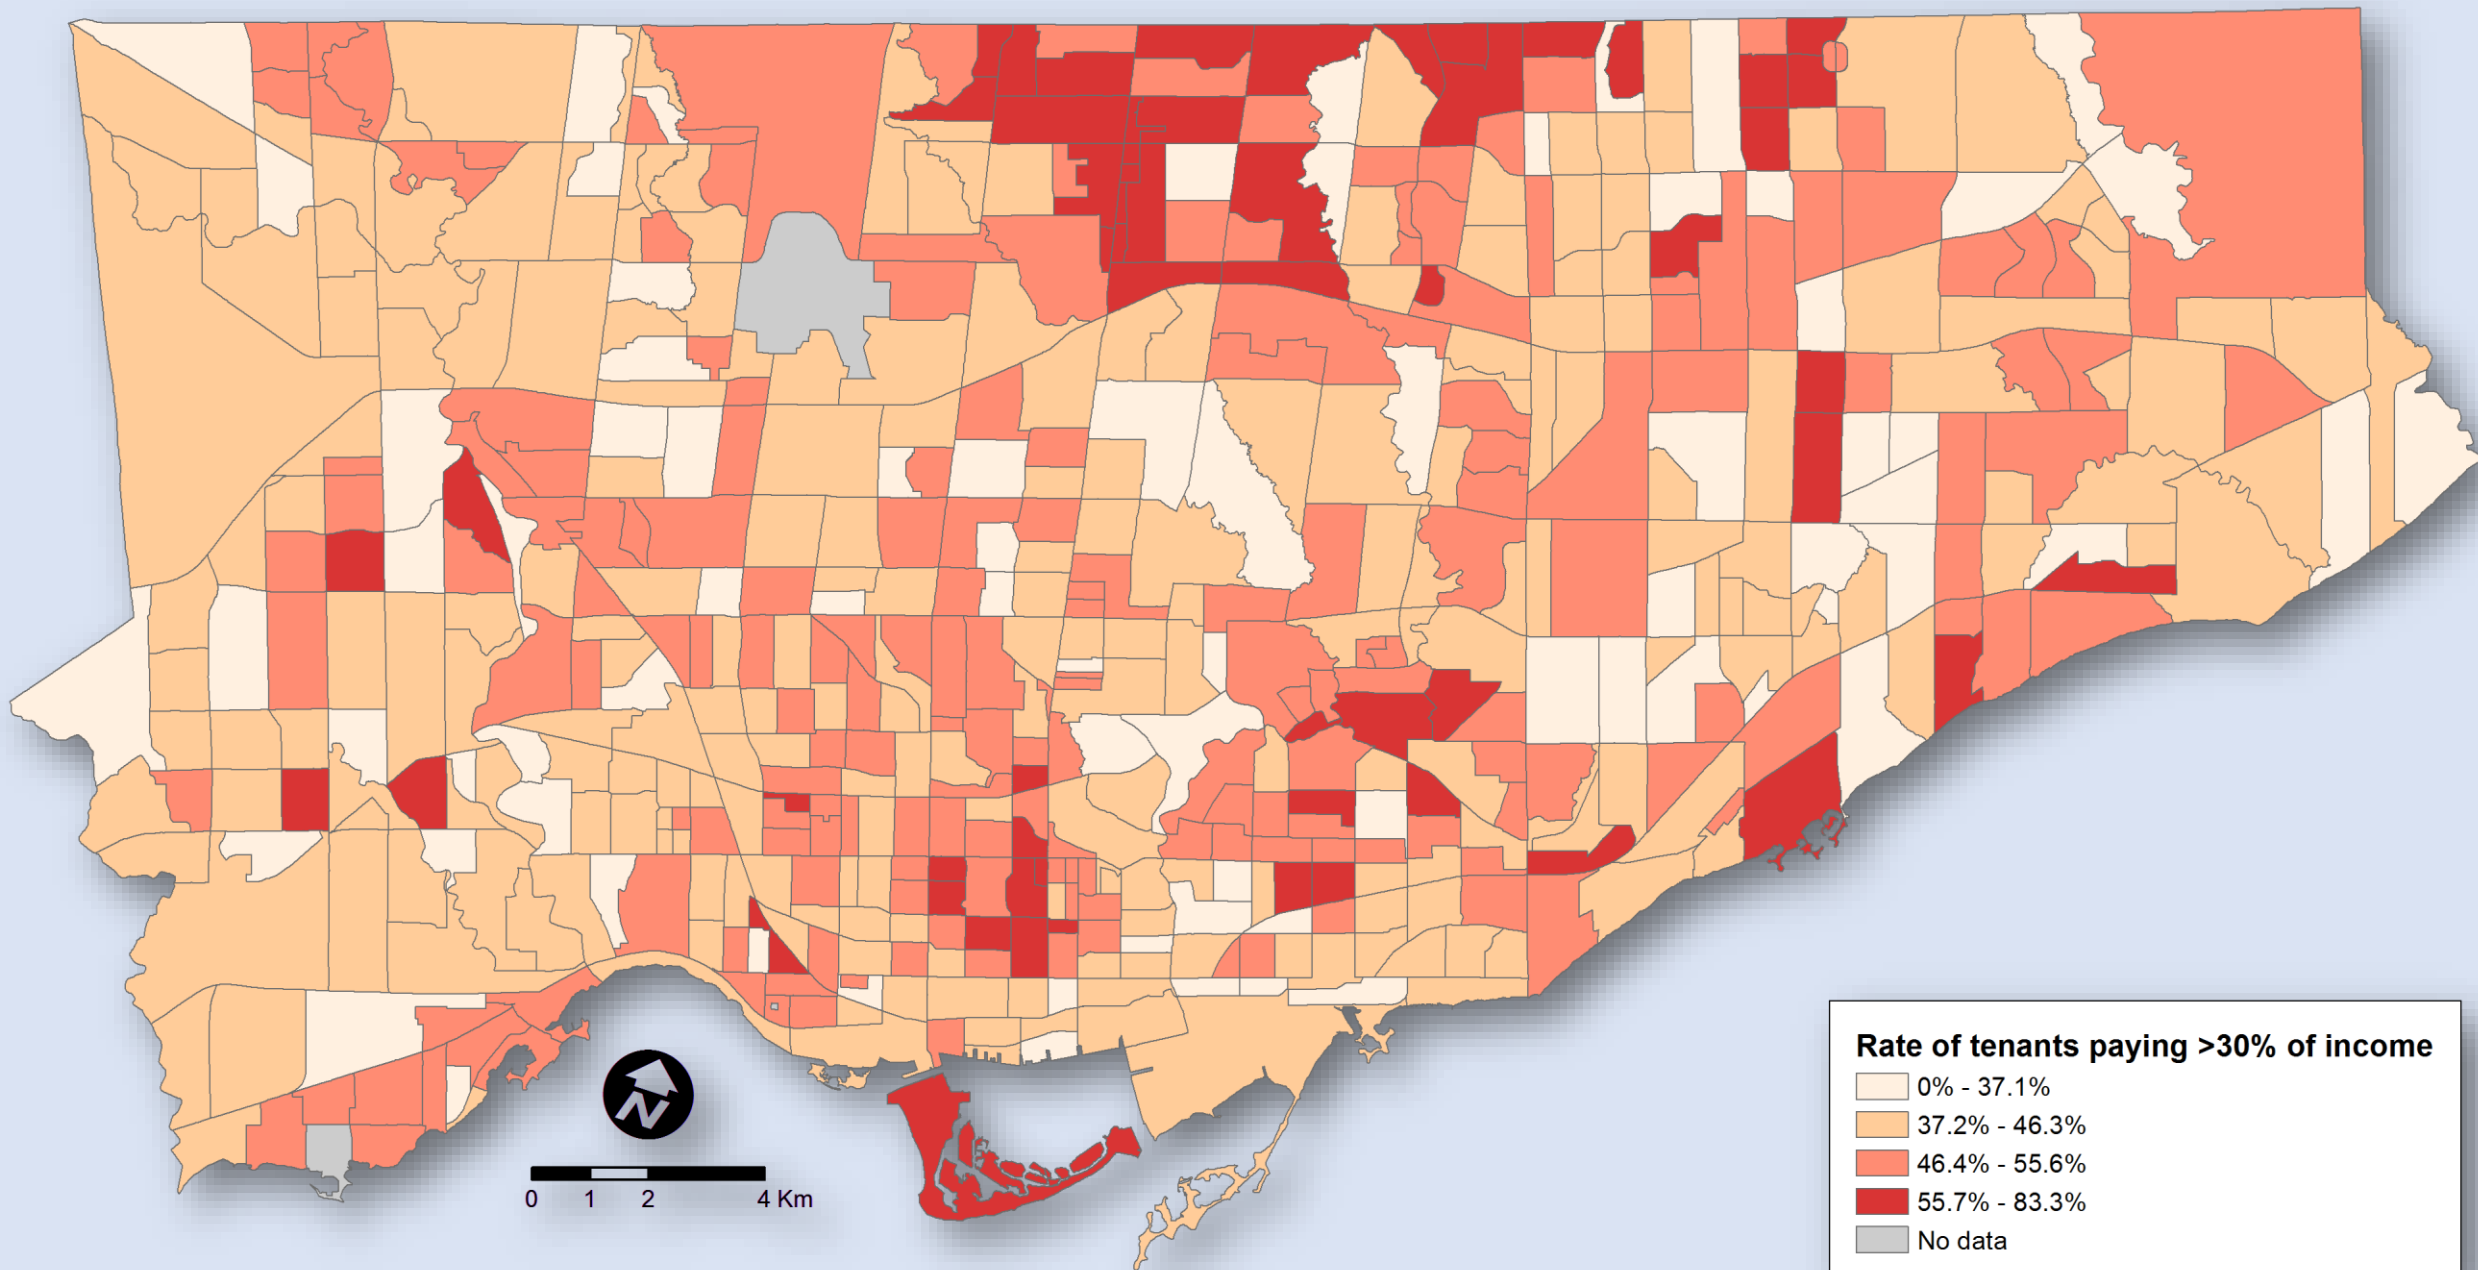 N
0 1 2 4 Km
Rate of tenants paying >30% of income
0% - 37.1%
37.2% - 46.3%
46.4% - 55.6%
55.7% - 83.3%
No data